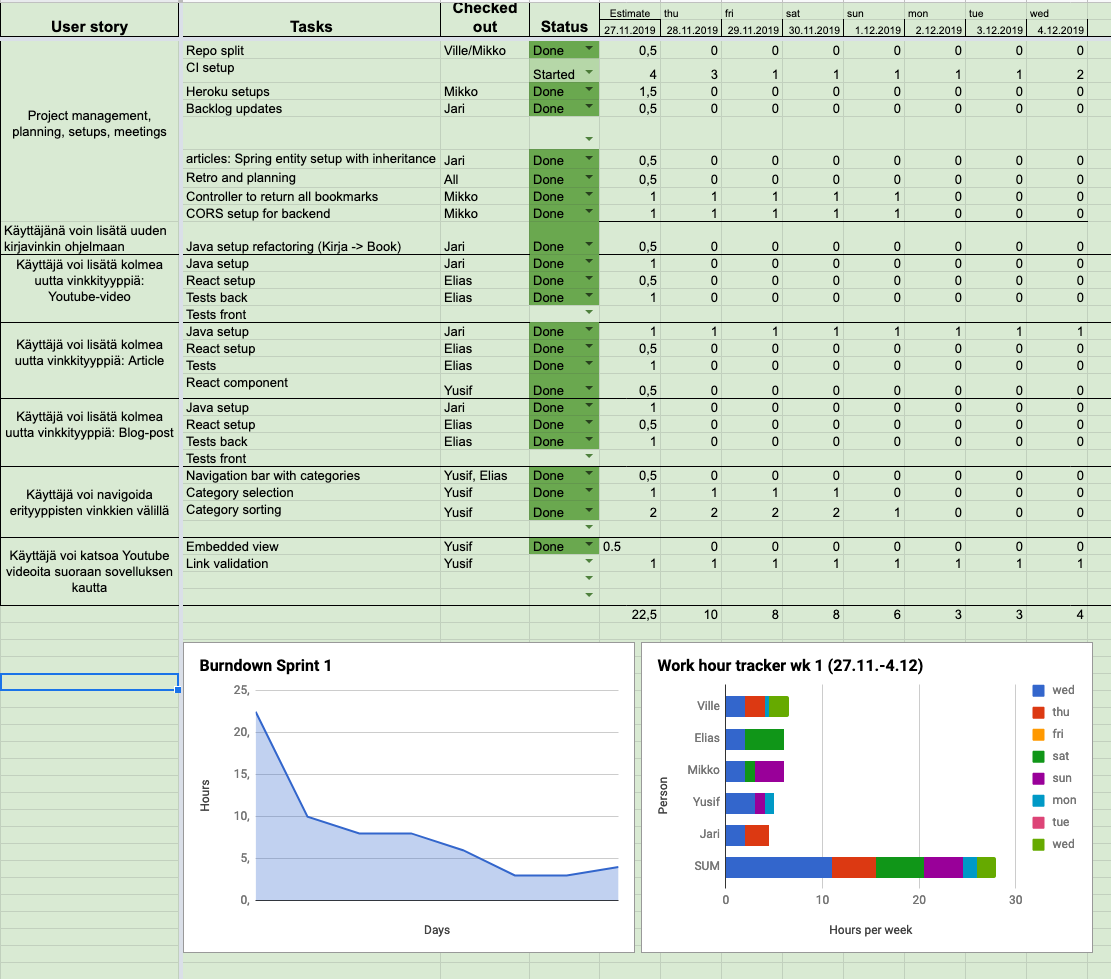 User story Tasks Checked out Status Estimate thu fri sat sun mon tue wed
27.11.2019 28.11.2019 29.11.2019 30.11.2019 1.12.2019 2.12.2019 3.12.2019 4.12.2019
Project management,
planning, setups, meetings
Repo split Ville/Mikko Done 0,5 0 0 0 0 0 0 0
CI setup Started 4 3 1 1 1 1 1 2
Heroku setups Mikko Done 1,5 0 0 0 0 0 0 0
Backlog updates Jari Done 0,5 0 0 0 0 0 0 0
articles: Spring entity setup with inheritance Jari Done 0,5 0 0 0 0 0 0 0
Retro and planning All Done 0,5 0 0 0 0 0 0 0
Controller to return all bookmarks Mikko Done 1 1 1 1 1 0 0 0
CORS setup for backend Mikko Done 1 1 1 1 1 0 0 0
Käyttäjänä voin lisätä uuden
kirjavinkin ohjelmaan
Java setup refactoring (Kirja -> Book) Jari Done 0,5 0 0 0 0 0 0 0
Käyttäjä voi lisätä kolmea
uutta vinkkityyppiä:
Youtube-video
Java setup Jari Done 1 0 0 0 0 0 0 0
React setup Elias Done 0,5 0 0 0 0 0 0 0
Tests back Elias Done 1 0 0 0 0 0 0 0
Tests front
Käyttäjä voi lisätä kolmea
uutta vinkkityyppiä: Article
Java setup Jari Done 1 1 1 1 1 1 1 1
React setup Elias Done 0,5 0 0 0 0 0 0 0
Tests Elias Done 1 0 0 0 0 0 0 0
React component Yusif Done 0,5 0 0 0 0 0 0 0
Käyttäjä voi lisätä kolmea
uutta vinkkityyppiä: Blog-post
Java setup Jari Done 1 0 0 0 0 0 0 0
React setup Elias Done 0,5 0 0 0 0 0 0 0
Tests back Elias Done 1 0 0 0 0 0 0 0
Tests front
Käyttäjä voi navigoida
erityyppisten vinkkien välillä
Navigation bar with categories Yusif, Elias Done 0,5 0 0 0 0 0 0 0
Category selection Yusif Done 1 1 1 1 0 0 0 0
Category sorting Yusif Done 2 2 2 2 1 0 0 0
Käyttäjä voi katsoa Youtube
videoita suoraan sovelluksen
kautta
Embedded view Yusif Done 0.5 0 0 0 0 0 0 0
Link validation Yusif 1 1 1 1 1 1 1 1
22,5 10 8 8 6 3 3 4
Burndown Sprint 1
25,
20,
15,
10,
5,
0,
Hours
Days
Work hour tracker wk 1 (27.11.-4.12)
Ville
Elias
Mikko
Yusif
Jari
SUM
Person
0 10 20 30
Hours per week
wed
thu
fri
sat
sun
mon
tue
wed